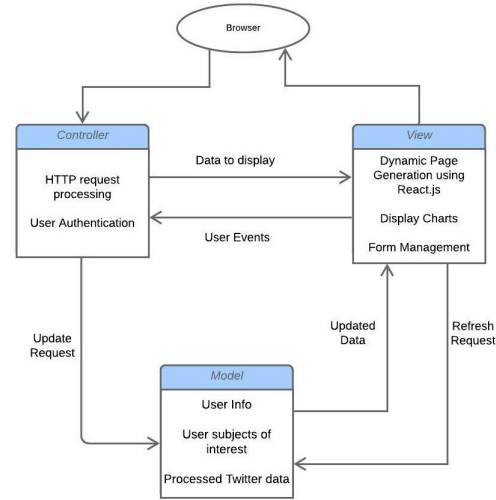 Browser
Controller
HTTP request
processing
User Authentication
Data to display
User Events
View
Dynamic Page
Generation using
React.js
Display Charts
Form Management
Update
Request
Updated
Data
Refresh
Request
Model
User Info
User subjects of
interest
Processed Twitter data